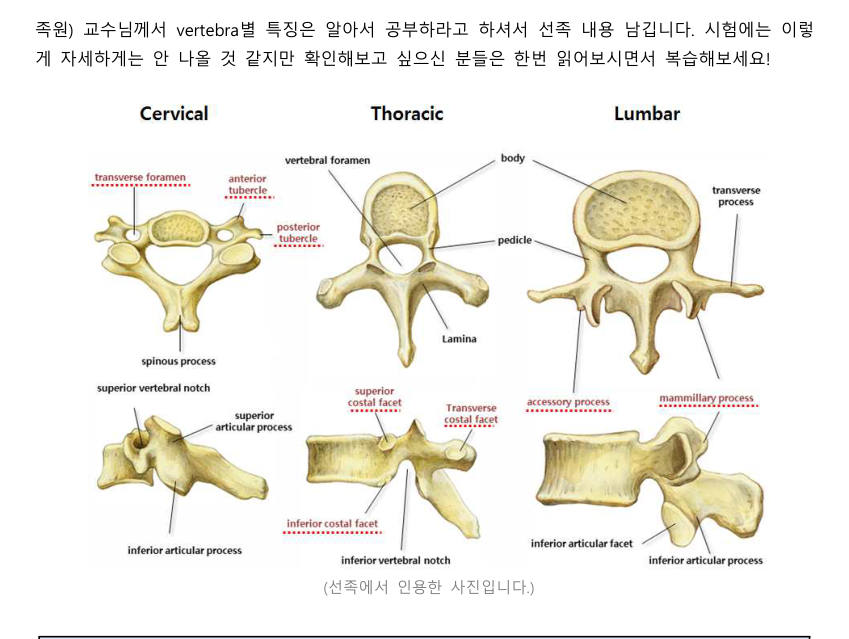 족원) 교수님께서 vertebra별 특징은 알아서 공부하라고 하셔서 선족 내용 남깁니다. 시험에는 이렇
게 자세하게는 안 나올 것 같지만 확인해보고 싶으신 분들은 한번 읽어보시면서 복습해보세요!
Cervical
Thoracic
Lumbar
transverse foramen
anterior
tubercle
posterior
tubercle
spinous process
vertebral foramen
body
pedicle
Lamina
transverse
process
accessory process
mammillary process
superior vertebral notch
superior
articular process
inferior articular process
superior
costal facet
Transverse
costal facet
inferior costal facet
inferior vertebral notch
inferior articular facet
inferior articular process
(선족에서 인용한 사진입니다.)